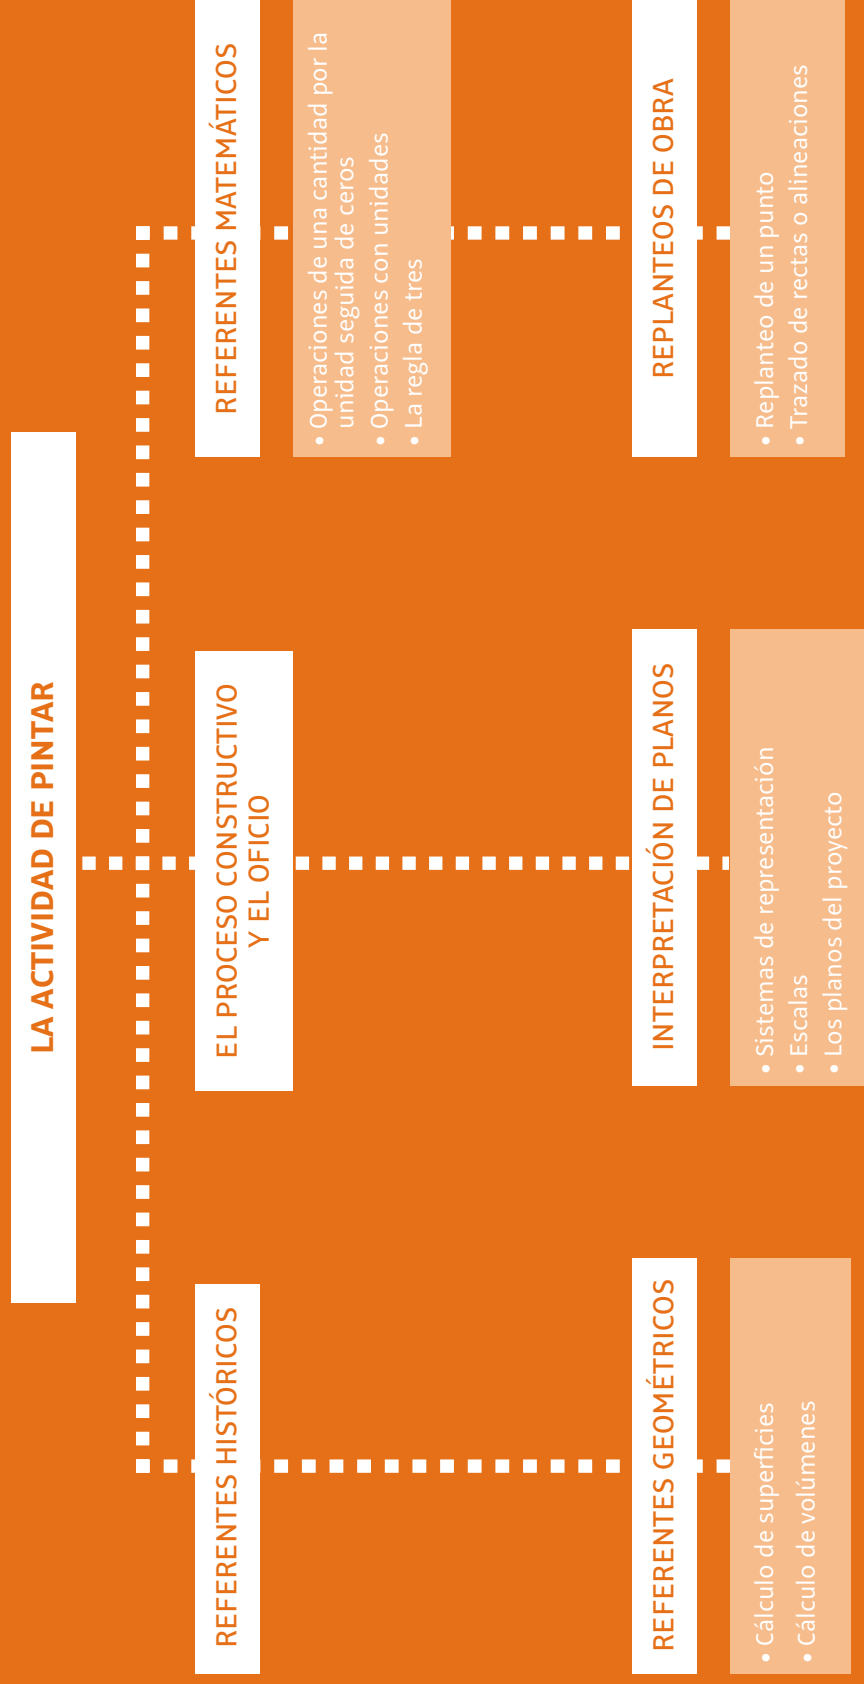 LA ACTIVIDAD DE PINTAR
REFERENTES HISTÓRICOS
EL PROCESO CONSTRUCTIVO
Y EL OFICIO
REFERENTES MATEMÁTICOS
• Operaciones de una cantidad por la
unidad seguida de ceros
• Operaciones con unidades
• La regla de tres
REFERENTES GEOMÉTRICOS
• Cálculo de superficies
• Cálculo de volúmenes
INTERPRETACIÓN DE PLANOS
• Sistemas de representación
• Escalas
• Los planos del proyecto
REPLANTEOS DE OBRA
• Replanteo de un punto
• Trazado de rectas o alineaciones